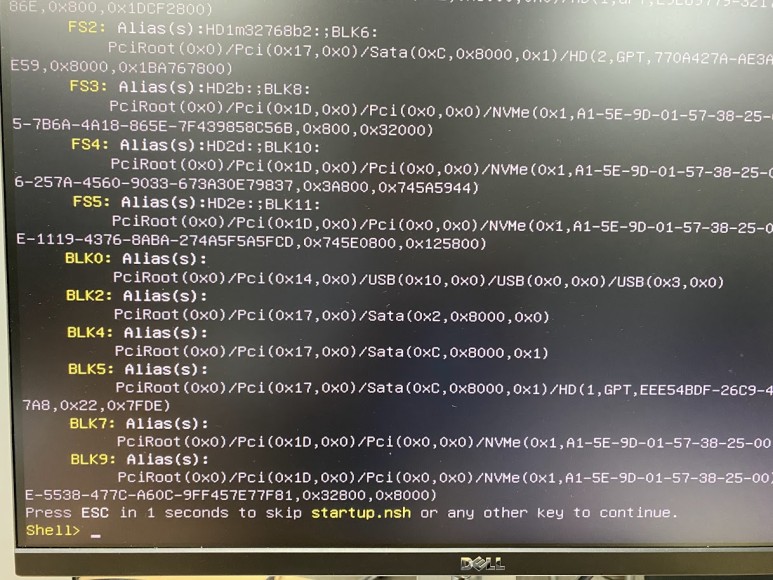 86E,0x800,0x1DCF2800)
FS2: Alias(s):HD1m32768b2:;BLK6:
PciRoot(0x0)/Pci(0x17,0x0)/Sata(0xC,0x8000,0x1)/HD(2,GPT,770A427A-AE3A
E59,0x8000,0x1BA767800)
FS3: Alias(s):HD2b:;BLK8:
PciRoot(0x0)/Pci(0x1D,0x0)/Pci(0x0,0x0)/NVMe(0x1,A1-5E-9D-01-57-38-25-
5-7B6A-4A18-865E-7F439858C56B,0x800,0x32000)
FS4: Alias(s):HD2d:;BLK10:
PciRoot(0x0)/Pci(0x1D,0x0)/Pci(0x0,0x0)/NVMe(0x1,A1-5E-9D-01-57-38-25-0
6-257A-4560-9033-673A30E79837,0x3A800,0x745A5944)
FS5: Alias(s):HD2e:;BLK11:
PciRoot(0x0)/Pci(0x1D,0x0)/Pci(0x0,0x0)/NVMe(0x1,A1-5E-9D-01-57-38-25-0
E-1119-4376-8ABA-274A5F5A5FCD,0x745E0800,0x125800)
BLK0: Alias(s):
PciRoot(0x0)/Pci(0x14,0x0)/USB(0x10,0x0)/USB(0x0,0x0)/USB(0x3,0x0)
BLK2: Alias(s):
PciRoot(0x0)/Pci(0x17,0x0)/Sata(0x2,0x8000,0x0)
BLK4: Alias(s):
PciRoot(0x0)/Pci(0x17,0x0)/Sata(0xC,0x8000,0x1)
BLK5: Alias(s):
PciRoot(0x0)/Pci(0x17,0x0)/Sata(0xC,0x8000,0x1)/HD(1,GPT,EEE54BDF-26C9-4
7A8,0x22,0x7FDE)
BLK7: Alias(s):
PciRoot(0x0)/Pci(0x1D,0x0)/Pci(0x0,0x0)/NVMe(0x1,A1-5E-9D-01-57-38-25-00
BLK9: Alias(s):
PciRoot(0x0)/Pci(0x1D,0x0)/Pci(0x0,0x0)/NVMe(0x1,A1-5E-9D-01-57-38-25-00)
E-5538-477C-A60C-9FF457E77F81,0x32800,0x8000)
Press ESC in 1 seconds to skip startup.nsh or any other key to continue.
Shell> _
DELL